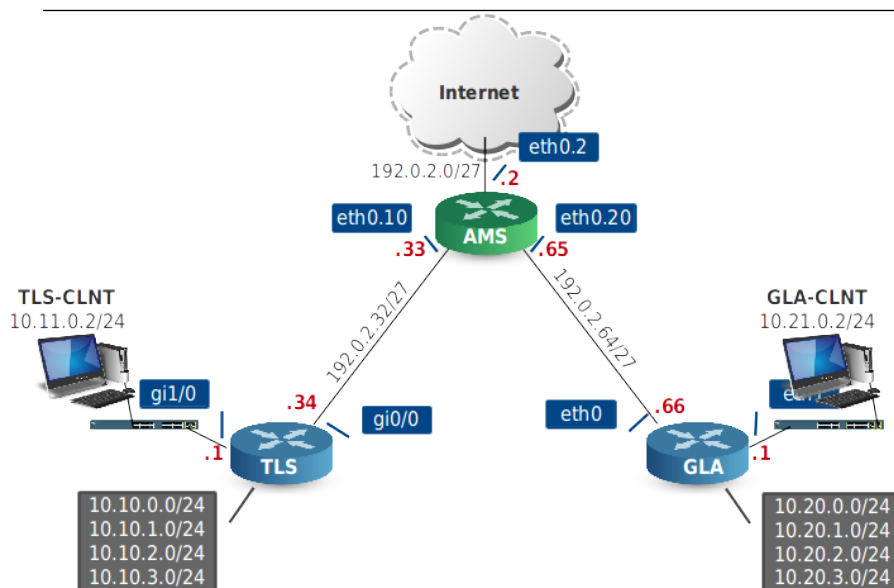 Internet
eth0.2
192.0.2.0/27
.2
eth0.10
eth0.20
AMS
.33
.65
192.0.2.32/27
192.0.2.64/27
TLS-CLNT
10.11.0.2/24
GLA-CLNT
10.21.0.2/24
gi1/0
.34
gi0/0
.1
TLS
eth0
.66
.1
GLA
10.10.0.0/24
10.10.1.0/24
10.10.2.0/24
10.10.3.0/24
10.20.0.0/24
10.20.1.0/24
10.20.2.0/24
10.20.3.0/24